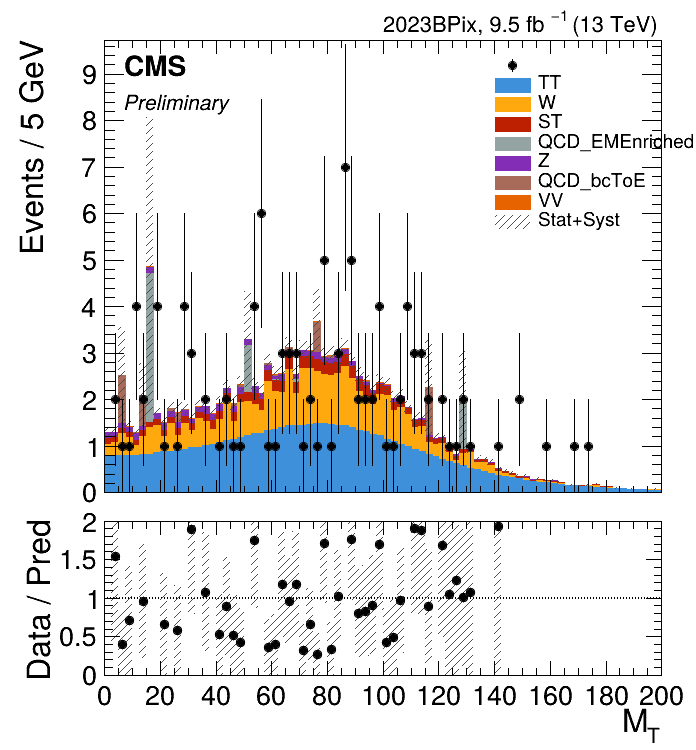 2023BPix, 9.5 fb⁻¹ (13 TeV)
CMS
Preliminary
TT
W
ST
QCD_EMEnriched
Z
QCD_bcToE
VV
Stat+Syst
Events / 5 GeV
9
8
7
6
5
4
3
2
1
0
Data / Pred
2
1.5
1
0.5
0
0 20 40 60 80 100 120 140 160 180 200
M_T